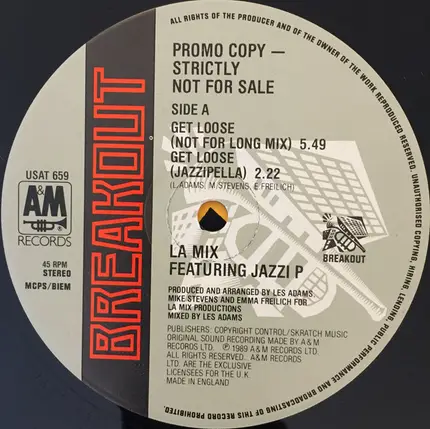 ALL RIGHTS OF THE PRODUCER AND OF THE OWNER OF THE WORK REPRODUCED RESERVED. UNAUTHORISED COPYING, HIRING, LENDING, PUBLIC PERFORMANCE AND BROADCASTING OF THIS RECORD PROHIBITED.
PROMO COPY —
STRICTLY
NOT FOR SALE
SIDE A
GET LOOSE
(NOT FOR LONG MIX) 5.49
GET LOOSE
(JAZZiPELLA) 2.22
(L. ADAMS, M. STEVENS, E. FREILICH)
USAT 659
A&M
RECORDS
45 RPM
STEREO
MCPS/BIEM
BREAKOUT
BREAKOUT
LA MIX
FEATURING JAZZI P
PRODUCED AND ARRANGED BY LES ADAMS,
MIKE STEVENS AND EMMA FREILICH FOR
LA MIX PRODUCTIONS
MIXED BY LES ADAMS
PUBLISHERS: COPYRIGHT CONTROL/SKRATCH MUSIC
ORIGINAL SOUND RECORDING MADE BY A&M
RECORDS LTD. ℗ 1989 A&M RECORDS LTD.
ALL RIGHTS RESERVED. A&M RECORDS
LTD. ARE THE EXCLUSIVE
LICENSEES FOR THE U.K
MADE IN ENGLAND